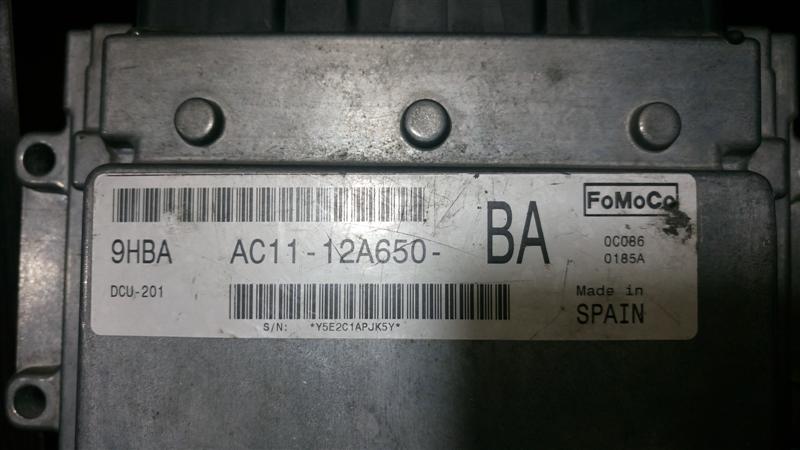 FoMoCo
9HBA AC11-12A650- BA
0C086
0185A
DCU-201
Made in
SPAIN
S/N: *Y5E2C1APJK5Y*